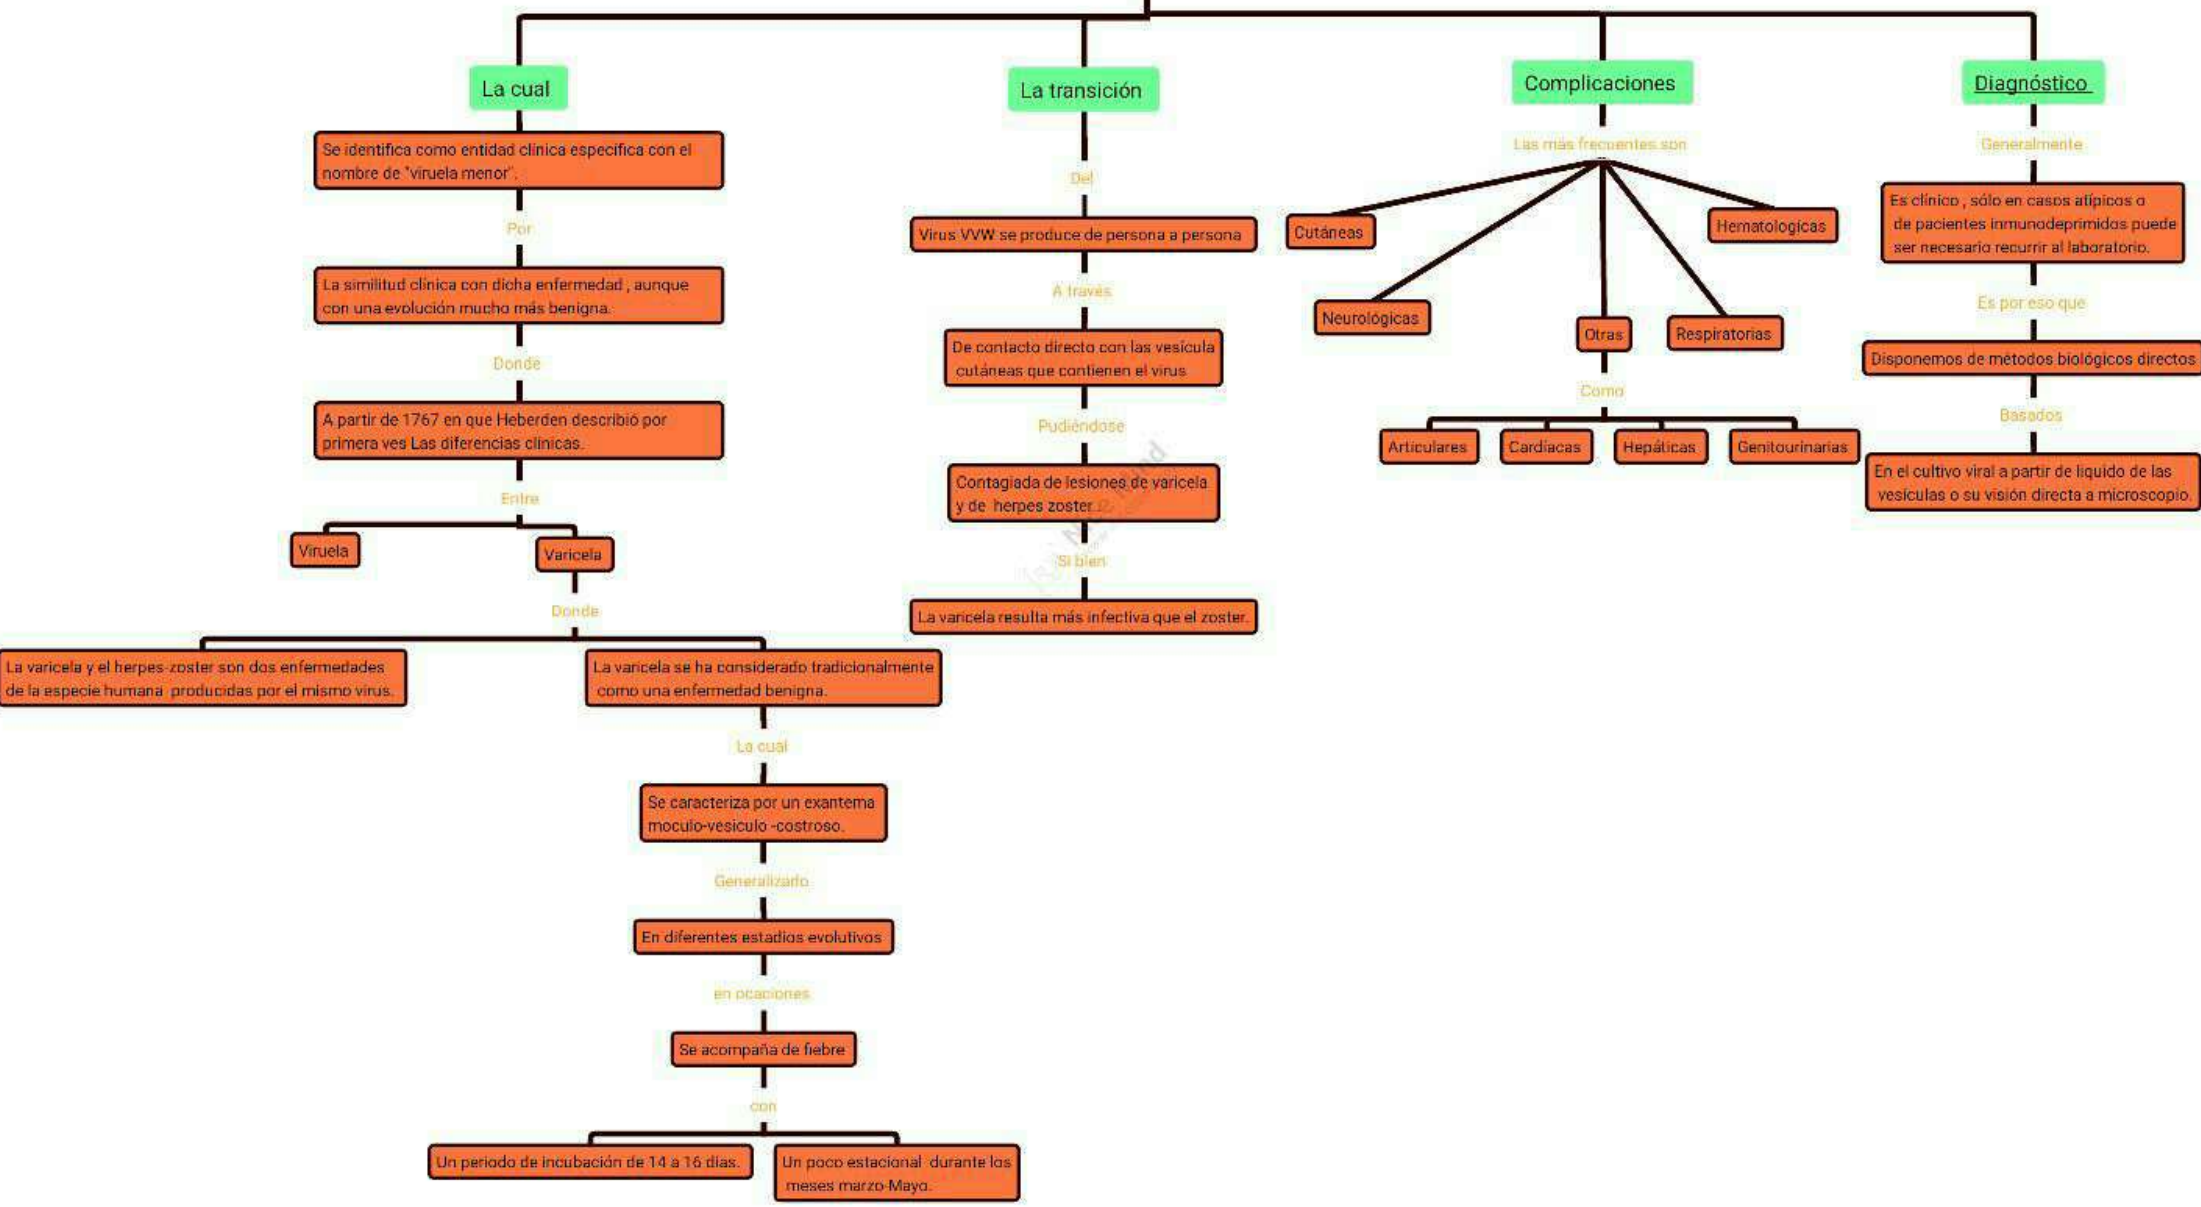 La cual
Se identifica como entidad clínica específica con el
nombre de "viruela menor".
Por
La similitud clínica con dicha enfermedad , aunque
con una evolución mucho más benigna.
Donde
A partir de 1767 en que Heberden describió por
primera ves Las diferencias clínicas.
Entre
Viruela
Varicela
Donde
La varicela y el herpes-zoster son dos enfermedades
de la especie humana producidas por el mismo virus.
La varicela se ha considerado tradicionalmente
como una enfermedad benigna.
La cual
Se caracteriza por un exantema
moculo-vesiculo -costroso.
Generalizado
En diferentes estadios evolutivos
en ocaciones
Se acompaña de fiebre
con
Un periodo de incubación de 14 a 16 días.
Un poco estacional durante los
meses marzo-Mayo.
La transición
Del
Virus VVW se produce de persona a persona
A través
De contacto directo con las vesícula
cutáneas que contienen el virus
Pudiéndose
Contagiada de lesiones de varicela
y de herpes zoster.
Si bien
La varicela resulta más infectiva que el zoster.
Complicaciones
Las más frecuentes son
Cutáneas
Neurológicas
Otras
Respiratorias
Hematologicas
Como
Articulares
Cardíacas
Hepáticas
Genitourinarias
Diagnóstico
Generalmente
Es clínico , sólo en casos atípicos o
de pacientes inmunodeprimidos puede
ser necesario recurrir al laboratorio.
Es por eso que
Disponemos de métodos biológicos directos
Basados
En el cultivo viral a partir de liquido de las
vesículas o su visión directa a microscopio.